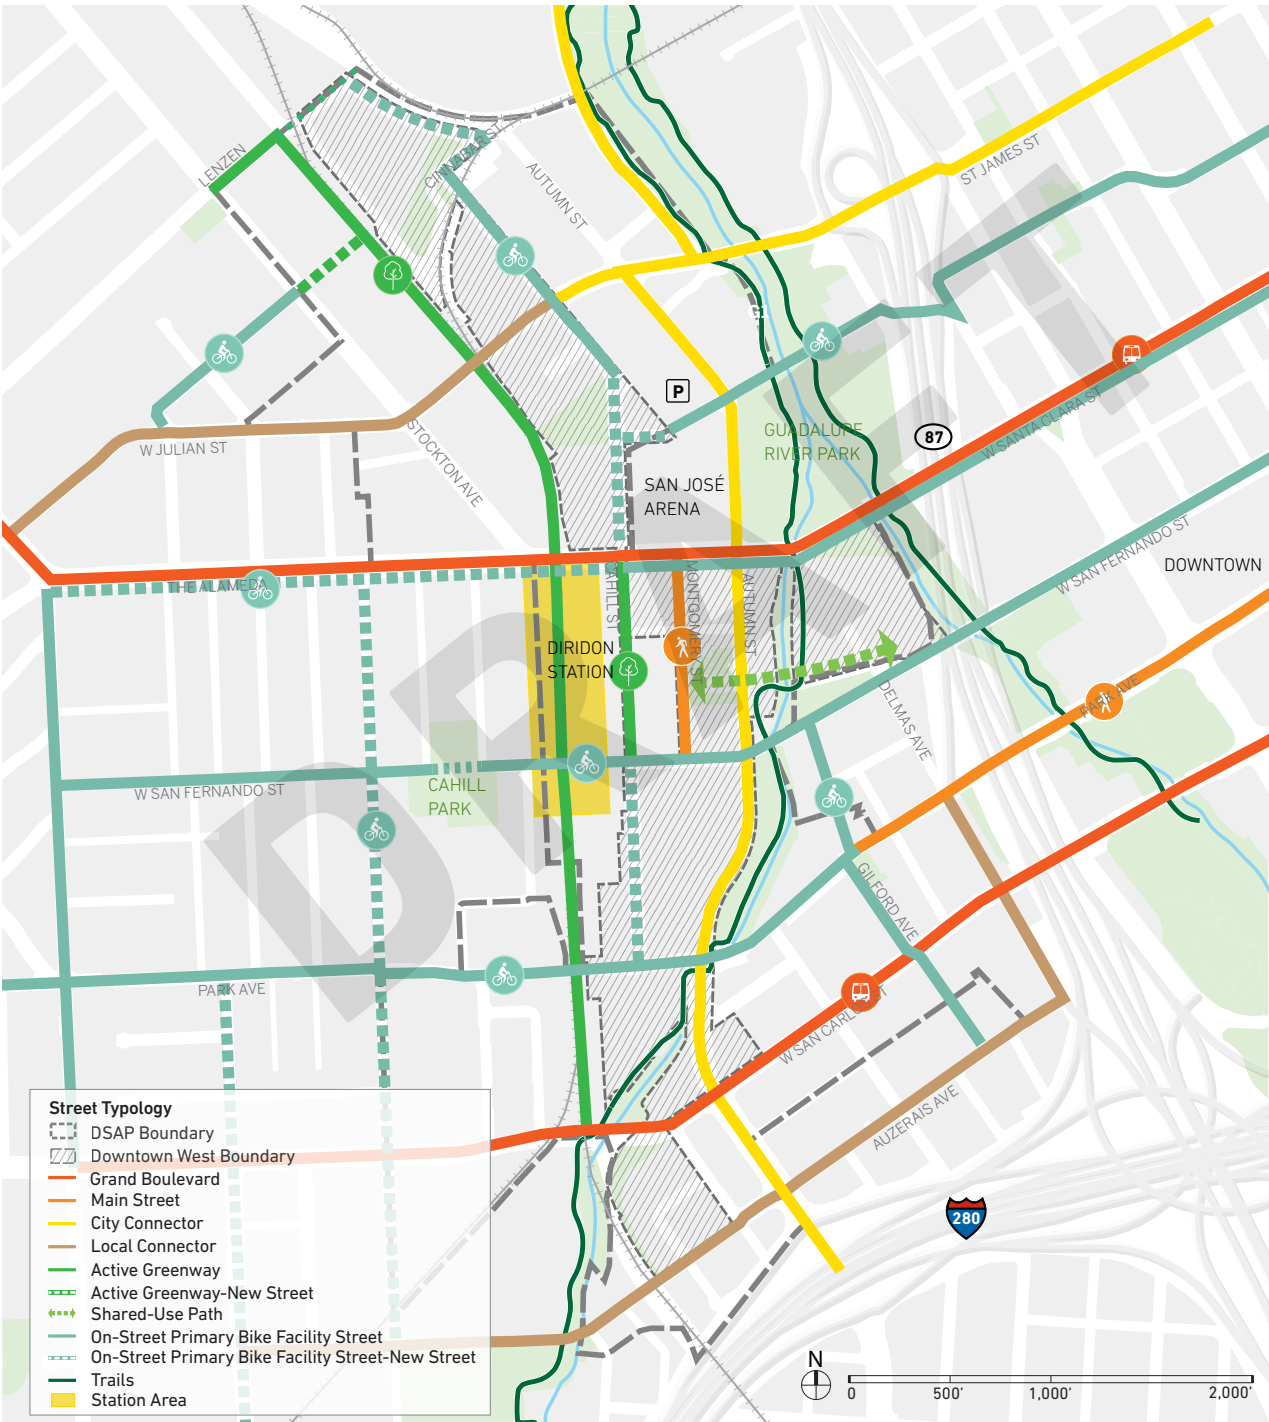 LENZEN
CINNABAR ST
AUTUMN ST
ST JAMES ST
P
GUADALUPE
RIVER PARK
87
W SANTA CLARA ST
W JULIAN ST
STOCKTON AVE
SAN JOSÉ
ARENA
W SAN FERNANDO ST
DOWNTOWN
THE ALAMEDA
CAHILL ST
MONTGOMERY ST
AUTUMN ST
DIRIDON
STATION
DELMAS AVE
PARK AVE
W SAN FERNANDO ST
CAHILL
PARK
GILFORD AVE
PARK AVE
W SAN CARLOS ST
AUZERAIS AVE
280
DRAFT
Street Typology
DSAP Boundary
Downtown West Boundary
Grand Boulevard
Main Street
City Connector
Local Connector
Active Greenway
Active Greenway-New Street
Shared-Use Path
On-Street Primary Bike Facility Street
On-Street Primary Bike Facility Street-New Street
Trails
Station Area
N
0 500' 1,000' 2,000'